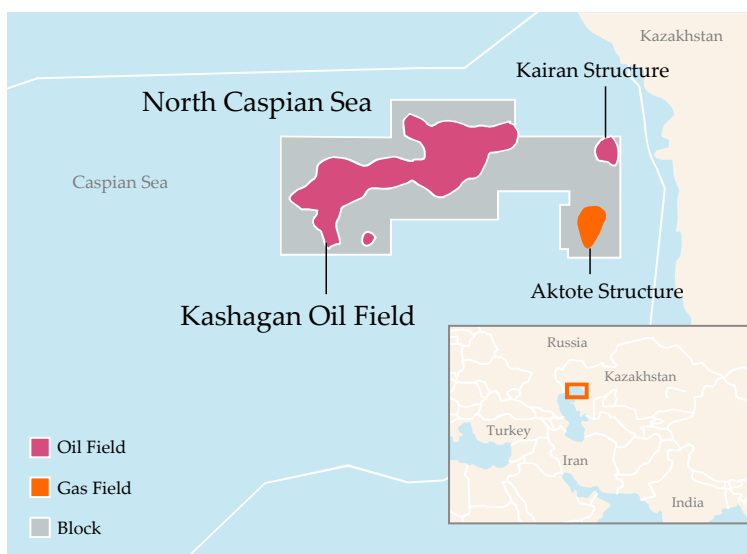 Kazakhstan
Kairan Structure
North Caspian Sea
Caspian Sea
Aktote Structure
Kashagan Oil Field
Russia
Kazakhstan
Turkey
Iran
India
Oil Field
Gas Field
Block